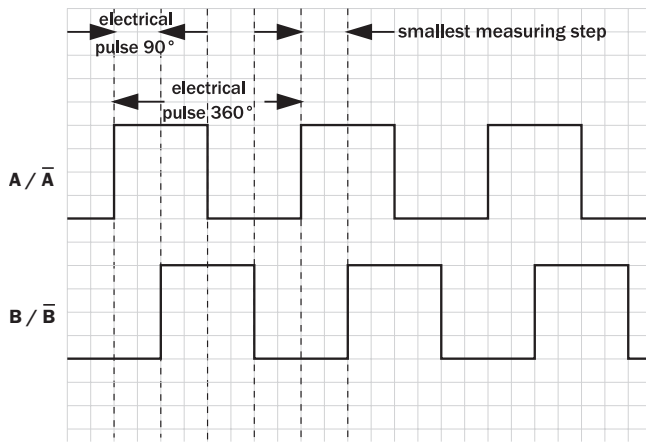 electrical
pulse 90°
smallest measuring step
electrical
pulse 360°
A / A̅
B / B̅